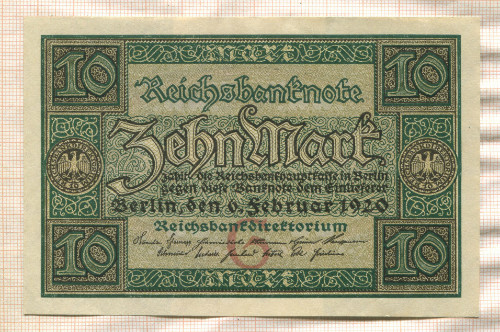 10 10
Reichsbanknote
Zehn Mark
zahlt die Reichsbankhauptkasse in Berlin
gegen diese Banknote dem Einlieferer
Berlin, den 6. Februar 1920
Reichsbankdirektorium
10 10